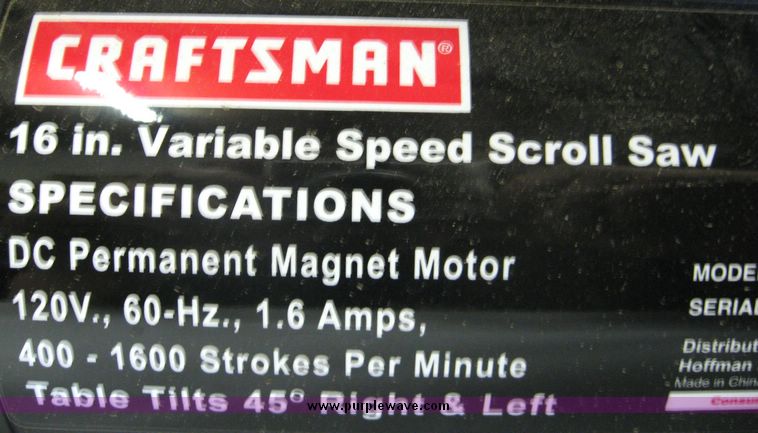 CRAFTSMAN®
16 in. Variable Speed Scroll Saw
SPECIFICATIONS
DC Permanent Magnet Motor
120V., 60-Hz., 1.6 Amps,
400 - 1600 Strokes Per Minute
Table Tilts 45° Right & Left
MODE
SERIAL
Distribut
Hoffman
Made in China
www.purplewave.com